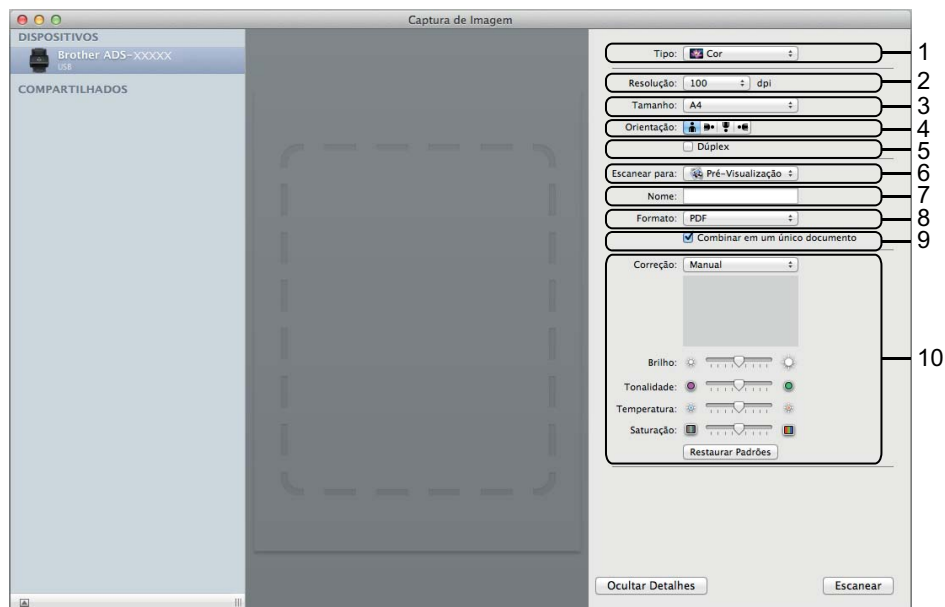 Captura de Imagem
DISPOSITIVOS
Brother ADS-XXXXX
USB
COMPARTILHADOS
Tipo: Cor
1
Resolução: 100 dpi
2
Tamanho: A4
3
Orientação:
4
Dúplex
5
Escanear para: Pré-Visualização
6
Nome:
7
Formato: PDF
8
Combinar em um único documento
9
Correção: Manual
10
Brilho:
Tonalidade:
Temperatura:
Saturação:
Restaurar Padrões
Ocultar Detalhes
Escanear